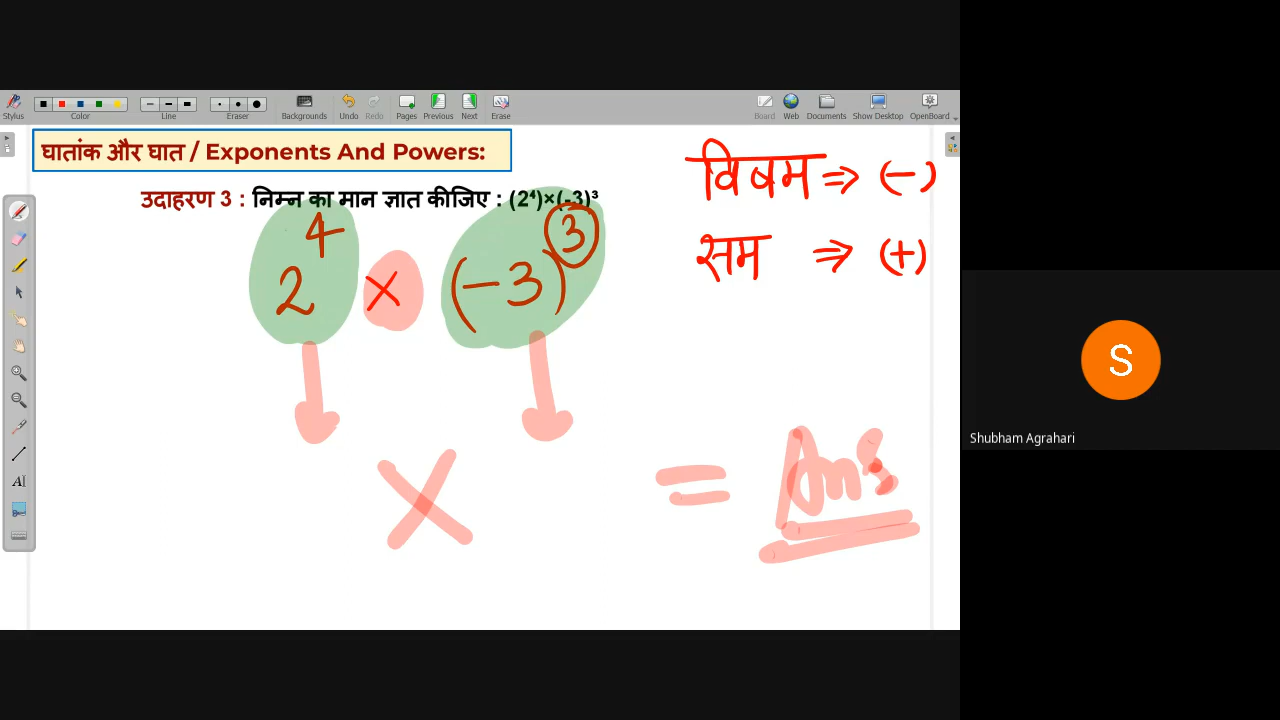 Stylus
Color
Line
Eraser
Backgrounds
Undo
Redo
Pages
Previous
Next
Erase
Board
Web
Documents
Show Desktop
OpenBoard
घातांक और घात / Exponents And Powers:
उदाहरण 3 : निम्न का मान ज्ञात कीजिए : (2⁴)×(-3)³
2⁴ × (−3)³
विषम ⇒ (−)
सम ⇒ (+)
× = Ans
S
Shubham Agrahari